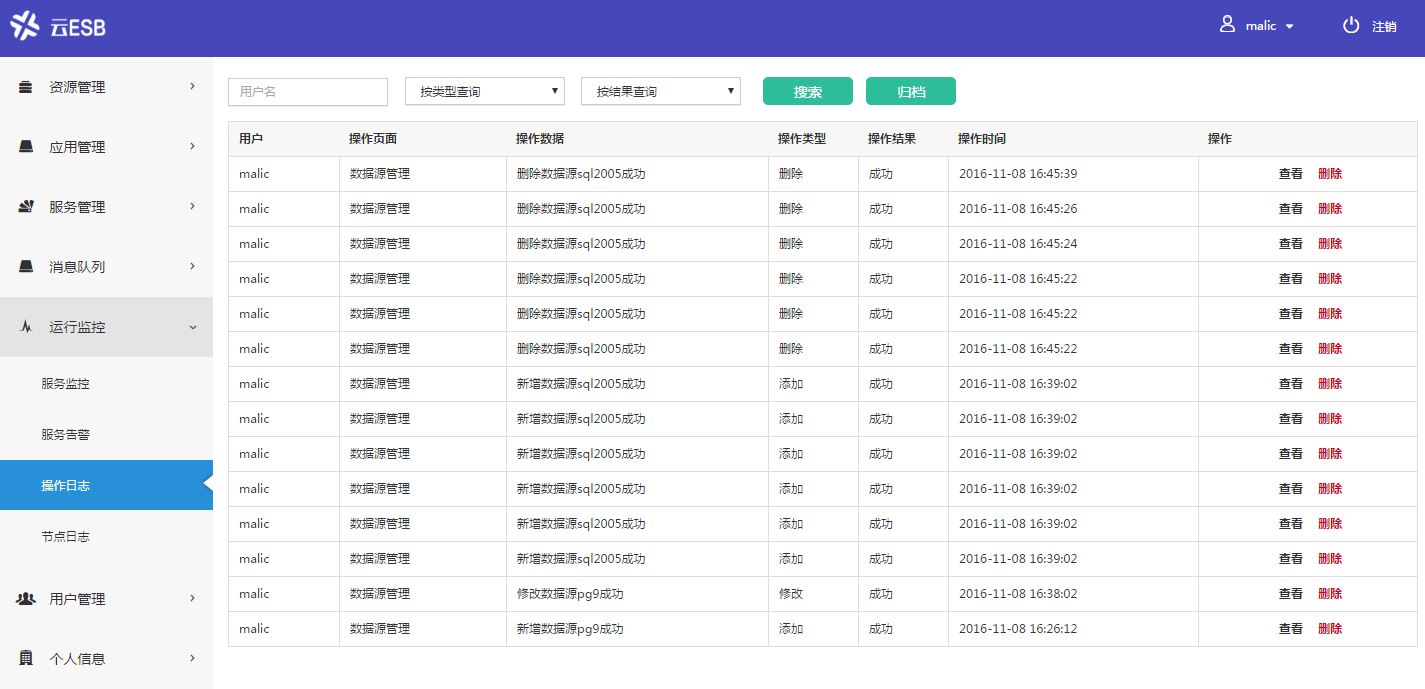 云ESB
malic
注销
资源管理
应用管理
服务管理
消息队列
运行监控
服务监控
服务告警
操作日志
节点日志
用户管理
个人信息
用户名 按类型查询 按结果查询 搜索 归档
用户 操作页面 操作数据 操作类型 操作结果 操作时间 操作
malic 数据源管理 删除数据源sql2005成功 删除 成功 2016-11-08 16:45:39 查看 删除
malic 数据源管理 删除数据源sql2005成功 删除 成功 2016-11-08 16:45:26 查看 删除
malic 数据源管理 删除数据源sql2005成功 删除 成功 2016-11-08 16:45:24 查看 删除
malic 数据源管理 删除数据源sql2005成功 删除 成功 2016-11-08 16:45:22 查看 删除
malic 数据源管理 删除数据源sql2005成功 删除 成功 2016-11-08 16:45:22 查看 删除
malic 数据源管理 删除数据源sql2005成功 删除 成功 2016-11-08 16:45:22 查看 删除
malic 数据源管理 新增数据源sql2005成功 添加 成功 2016-11-08 16:39:02 查看 删除
malic 数据源管理 新增数据源sql2005成功 添加 成功 2016-11-08 16:39:02 查看 删除
malic 数据源管理 新增数据源sql2005成功 添加 成功 2016-11-08 16:39:02 查看 删除
malic 数据源管理 新增数据源sql2005成功 添加 成功 2016-11-08 16:39:02 查看 删除
malic 数据源管理 新增数据源sql2005成功 添加 成功 2016-11-08 16:39:02 查看 删除
malic 数据源管理 新增数据源sql2005成功 添加 成功 2016-11-08 16:39:02 查看 删除
malic 数据源管理 修改数据源pg9成功 修改 成功 2016-11-08 16:38:02 查看 删除
malic 数据源管理 新增数据源pg9成功 添加 成功 2016-11-08 16:26:12 查看 删除